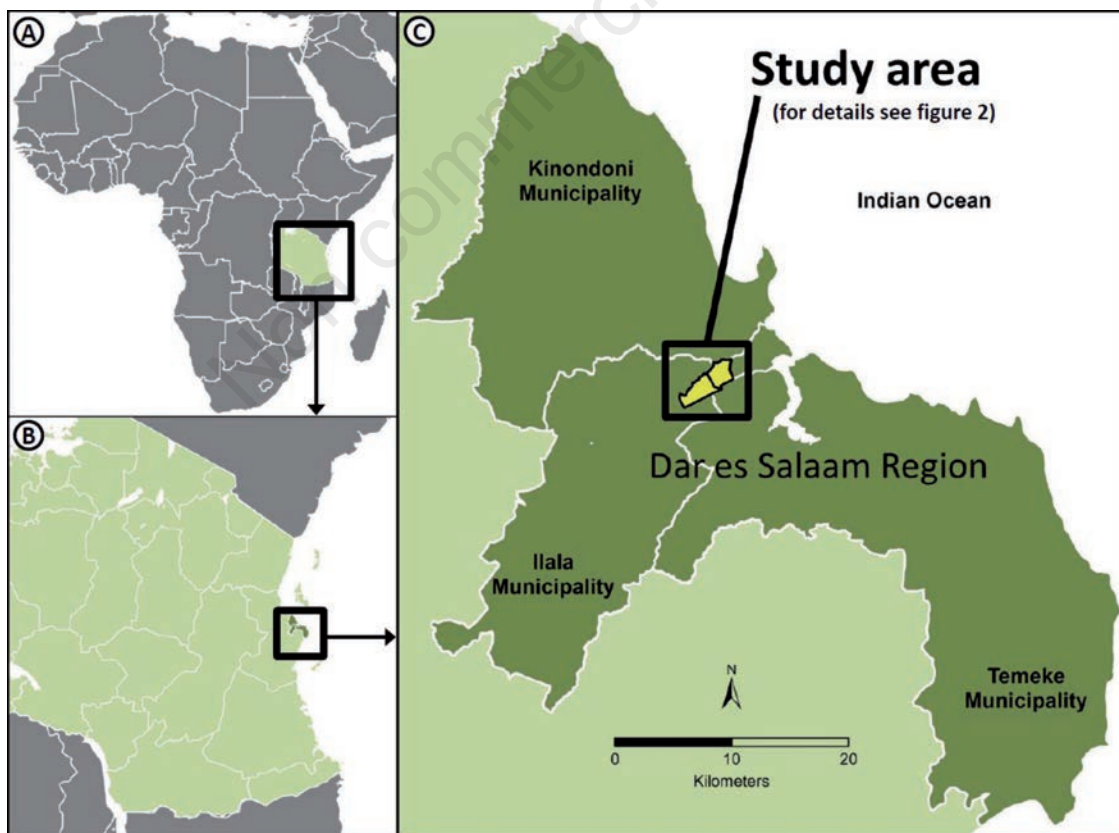 A
B
C
Study area
(for details see figure 2)
Kinondoni
Municipality
Indian Ocean
Dar es Salaam Region
Ilala
Municipality
Temeke
Municipality
N
0
10
20
Kilometers